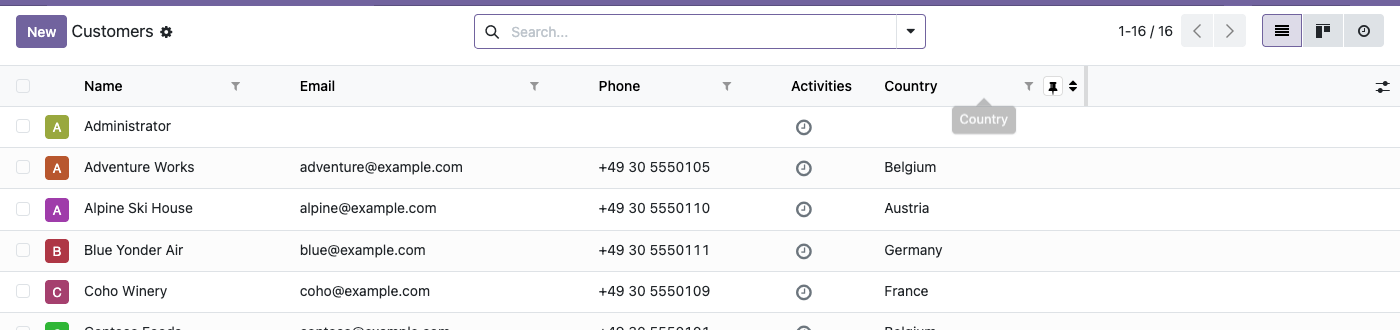 New Customers Search... 1-16 / 16
Name Email Phone Activities Country
Country
A Administrator
A Adventure Works adventure@example.com +49 30 5550105 Belgium
A Alpine Ski House alpine@example.com +49 30 5550110 Austria
B Blue Yonder Air blue@example.com +49 30 5550111 Germany
C Coho Winery coho@example.com +49 30 5550109 France